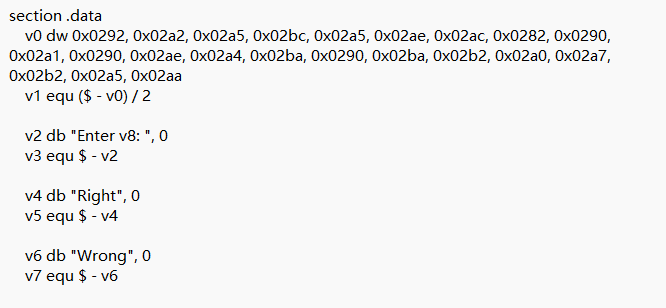 section .data
v0 dw 0x0292, 0x02a2, 0x02a5, 0x02bc, 0x02a5, 0x02ae, 0x02ac, 0x0282, 0x0290,
0x02a1, 0x0290, 0x02ae, 0x02a4, 0x02ba, 0x0290, 0x02ba, 0x02b2, 0x02a0, 0x02a7,
0x02b2, 0x02a5, 0x02aa
v1 equ ($ - v0) / 2
v2 db "Enter v8: ", 0
v3 equ $ - v2
v4 db "Right", 0
v5 equ $ - v4
v6 db "Wrong", 0
v7 equ $ - v6